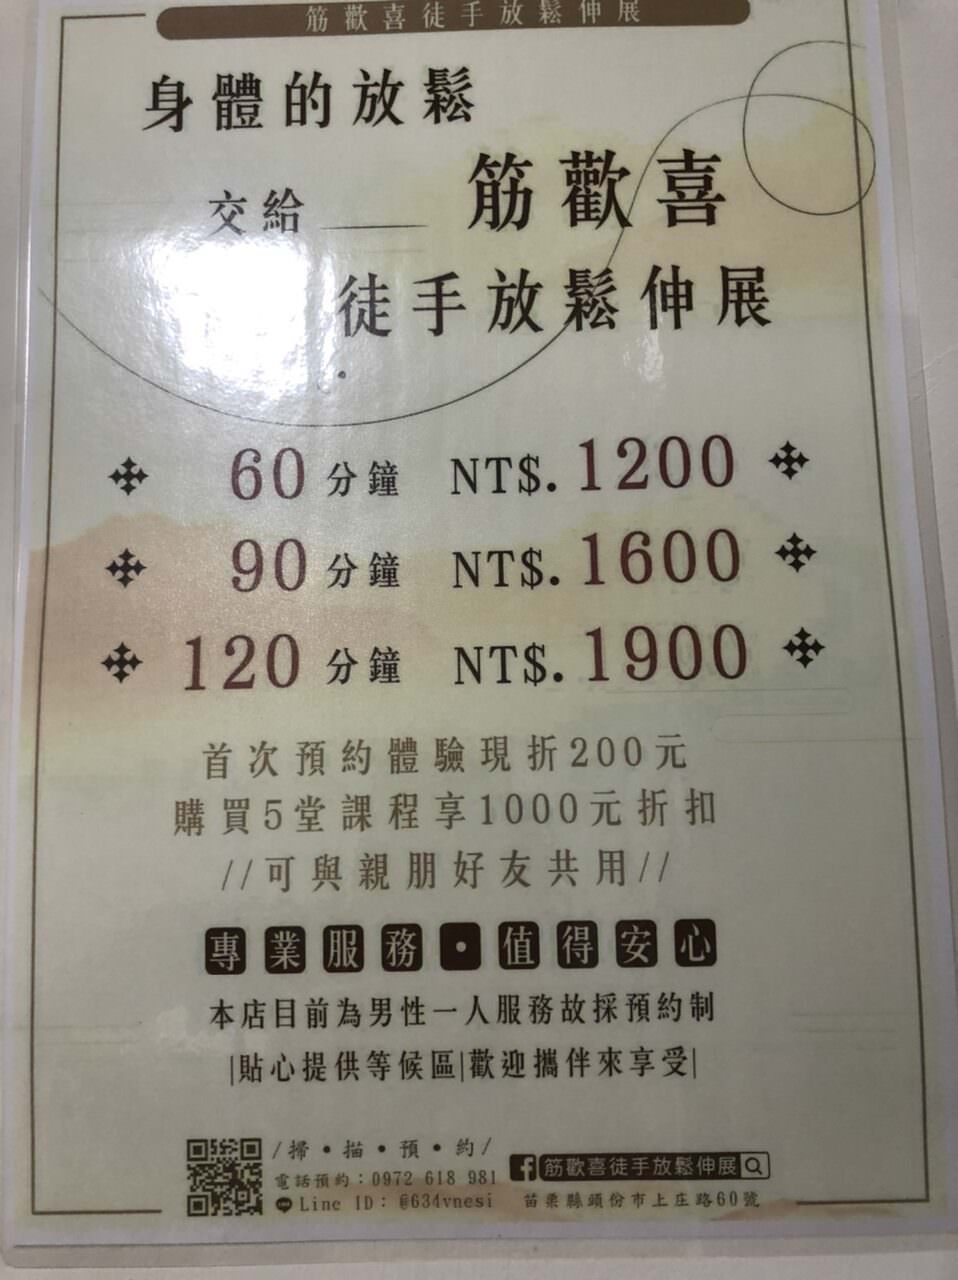 筋歡喜徒手放鬆伸展
身體的放鬆
交給 筋歡喜
徒手放鬆伸展
60分鐘 NT$.1200
90分鐘 NT$.1600
120分鐘 NT$.1900
首次預約體驗現折200元
購買5堂課程享1000元折扣
//可與親朋好友共用//
專業服務•值得安心
本店目前為男性一人服務故採預約制
|貼心提供等候區|歡迎攜伴來享受|
/掃•描•預•約/
電話預約：0972 618 981
Line ID：@634vnesi
筋歡喜徒手放鬆伸展
苗栗縣頭份市上庄路60號